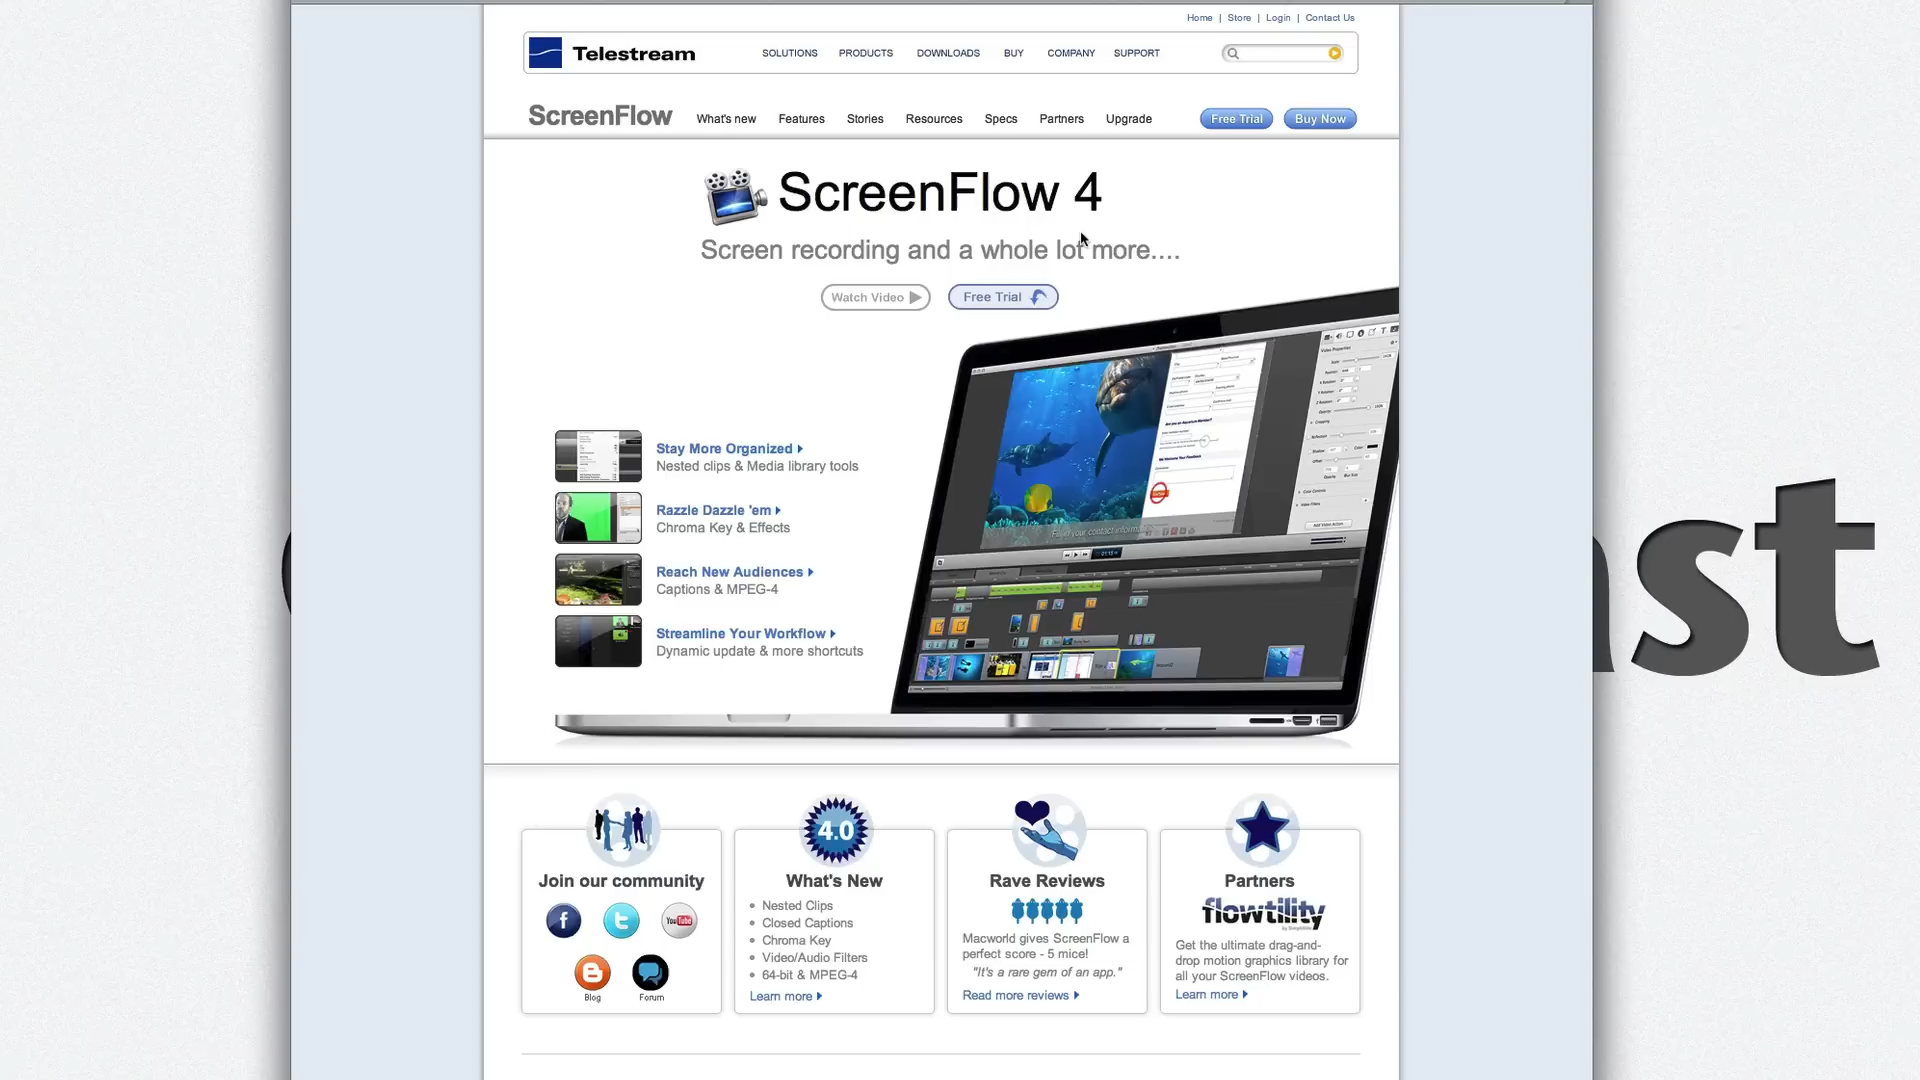 Home | Store | Login | Contact Us
Telestream
SOLUTIONS PRODUCTS DOWNLOADS BUY COMPANY SUPPORT
ScreenFlow What's new Features Stories Resources Specs Partners Upgrade Free Trial Buy Now
ScreenFlow 4
Screen recording and a whole lot more....
Watch Video Free Trial
Stay More Organized
Nested clips & Media library tools
Razzle Dazzle 'em
Chroma Key & Effects
Reach New Audiences
Captions & MPEG-4
Streamline Your Workflow
Dynamic update & more shortcuts
ast
4.0
Join our community
Blog
Forum
What's New
• Nested Clips
• Closed Captions
• Chroma Key
• Video/Audio Filters
• 64-bit & MPEG-4
Learn more
Rave Reviews
Macworld gives ScreenFlow a
perfect score - 5 mice!
"It's a rare gem of an app."
Read more reviews
Partners
flowtility
Get the ultimate drag-and-
drop motion graphics library for
all your ScreenFlow videos.
Learn more
You Tube